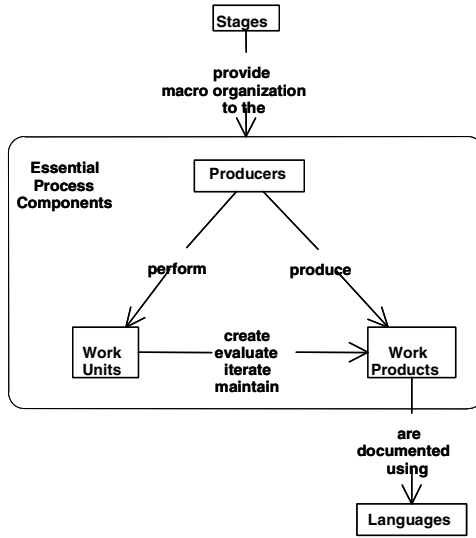 Stages
provide
macro organization
to the
Essential
Process
Components
Producers
perform
produce
Work
Units
create
evaluate
iterate
maintain
Work
Products
are
documented
using
Languages